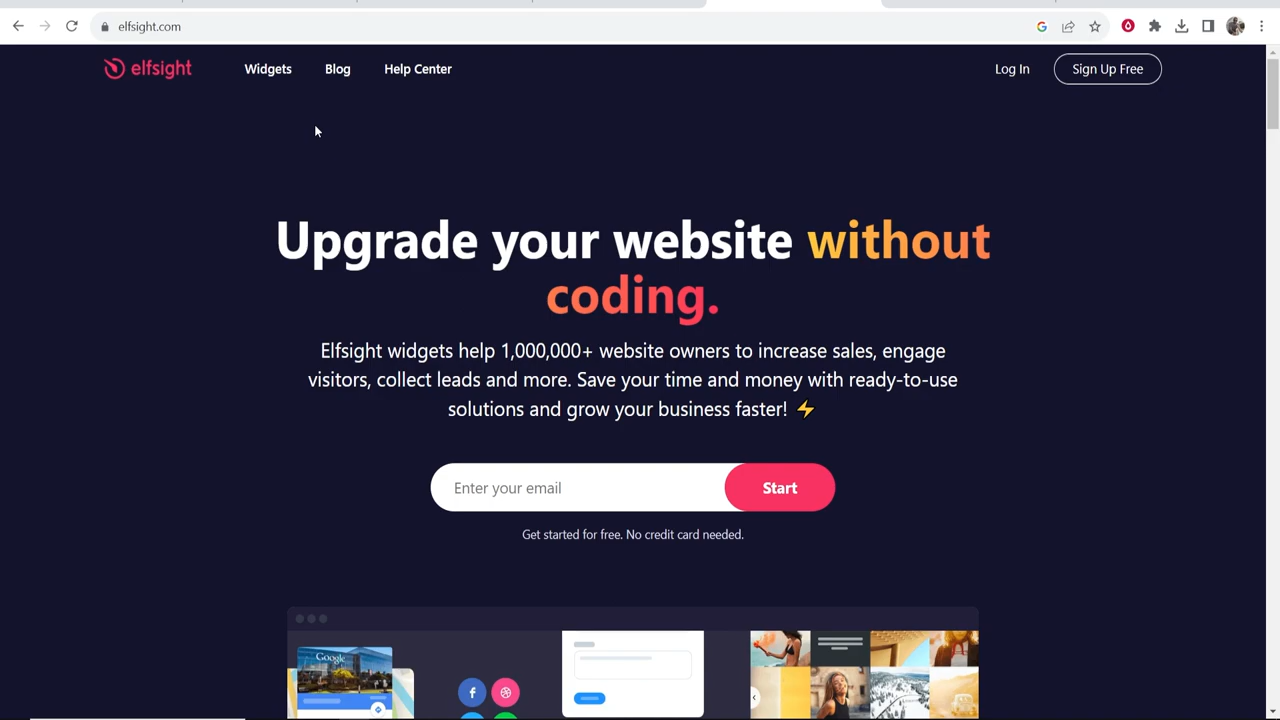 elfsight.com
elfsight
Widgets
Blog
Help Center
Log In
Sign Up Free
Upgrade your website without
coding.
Elfsight widgets help 1,000,000+ website owners to increase sales, engage
visitors, collect leads and more. Save your time and money with ready-to-use
solutions and grow your business faster! ⚡
Enter your email
Start
Get started for free. No credit card needed.
Google